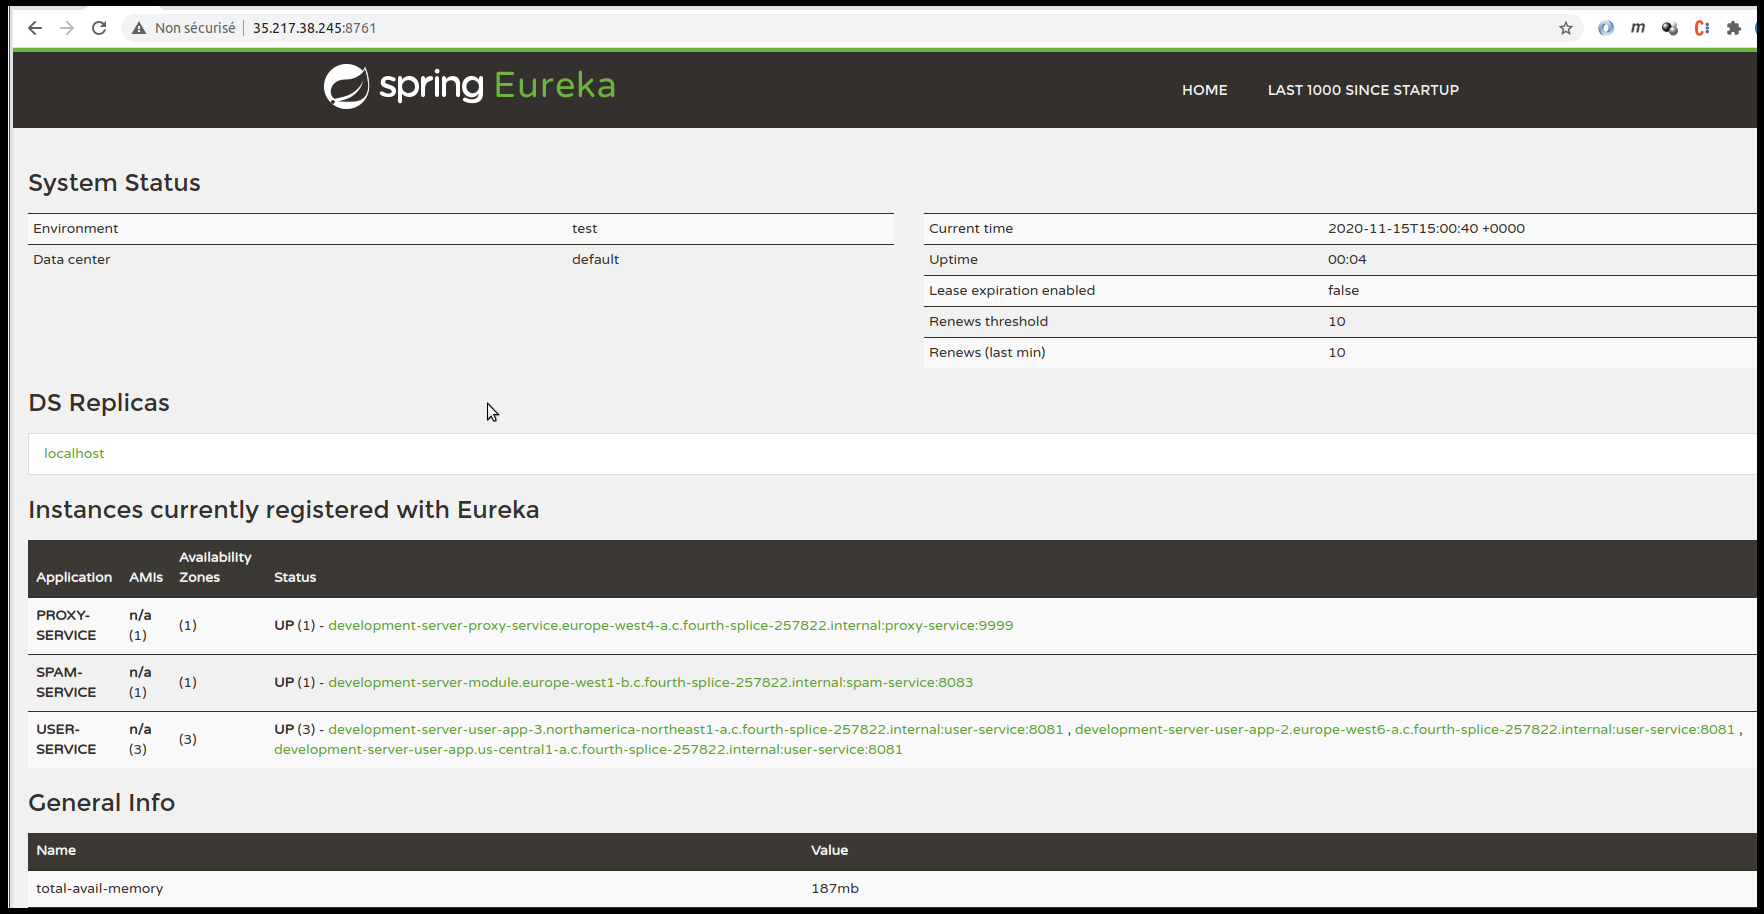 Non sécurisé 35.217.38.245:8761
spring Eureka
HOME LAST 1000 SINCE STARTUP
System Status
Environment test
Data center default
Current time 2020-11-15T15:00:40 +0000
Uptime 00:04
Lease expiration enabled false
Renews threshold 10
Renews (last min) 10
DS Replicas
localhost
Instances currently registered with Eureka
Application AMIs Availability Zones Status
PROXY-SERVICE n/a (1) (1) UP (1) - development-server-proxy-service.europe-west4-a.c.fourth-splice-257822.internal:proxy-service:9999
SPAM-SERVICE n/a (1) (1) UP (1) - development-server-module.europe-west1-b.c.fourth-splice-257822.internal:spam-service:8083
USER-SERVICE n/a (3) (3) UP (3) - development-server-user-app-3.northamerica-northeast1-a.c.fourth-splice-257822.internal:user-service:8081 , development-server-user-app-2.europe-west6-a.c.fourth-splice-257822.internal:user-service:8081 ,
development-server-user-app.us-central1-a.c.fourth-splice-257822.internal:user-service:8081
General Info
Name Value
total-avail-memory 187mb